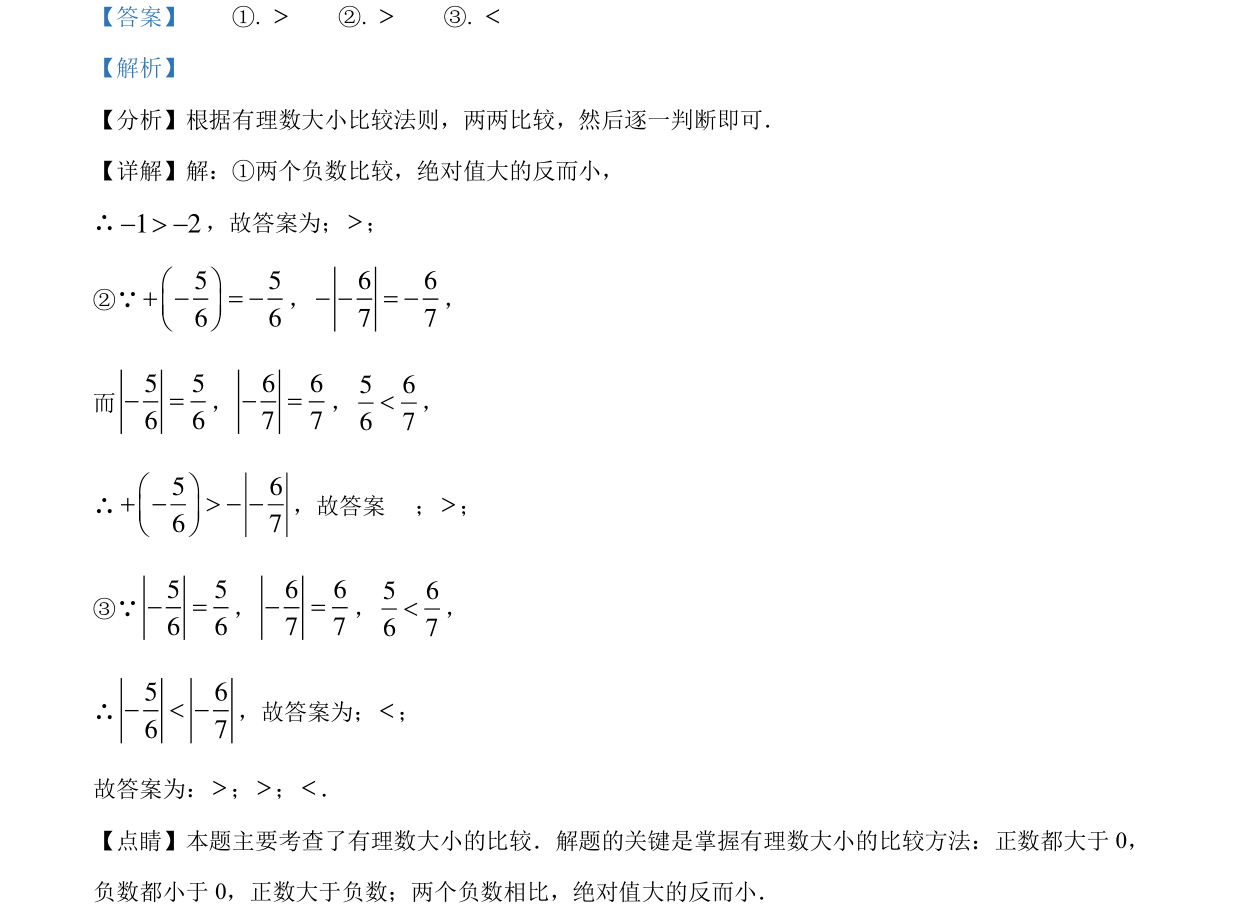 【答案】 ①. > ②. > ③. <
【解析】
【分析】根据有理数大小比较法则，两两比较，然后逐一判断即可．
【详解】解：①两个负数比较，绝对值大的反而小，
∴ −1 > −2，故答案为；>；
②∵ +(−5/6) = −5/6，−|−6/7| = −6/7，
而 |−5/6| = 5/6，|−6/7| = 6/7，5/6 < 6/7，
∴ +(−5/6) > −|−6/7|，故答案 ；>；
③∵ |−5/6| = 5/6，|−6/7| = 6/7，5/6 < 6/7，
∴ |−5/6| < |−6/7|，故答案为；<；
故答案为：>；>；<．
【点睛】本题主要考查了有理数大小的比较．解题的关键是掌握有理数大小的比较方法：正数都大于 0，
负数都小于 0，正数大于负数；两个负数相比，绝对值大的反而小．